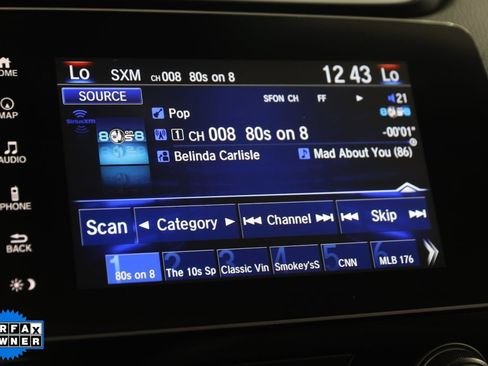 HOME
MAP
AUDIO
PHONE
BACK
Lo SXM CH 008 80s on 8 12 43 Lo
SOURCE SFON CH FF 21
SiriusXM Pop
1 CH 008 80s on 8 -00'01"
Belinda Carlisle Mad About You (86)
Scan Category Channel Skip
1 2 3 4 5 6
80s on 8 The 10s Sp Classic Vin Smokey'sS CNN MLB 176
RFAX
OWNER